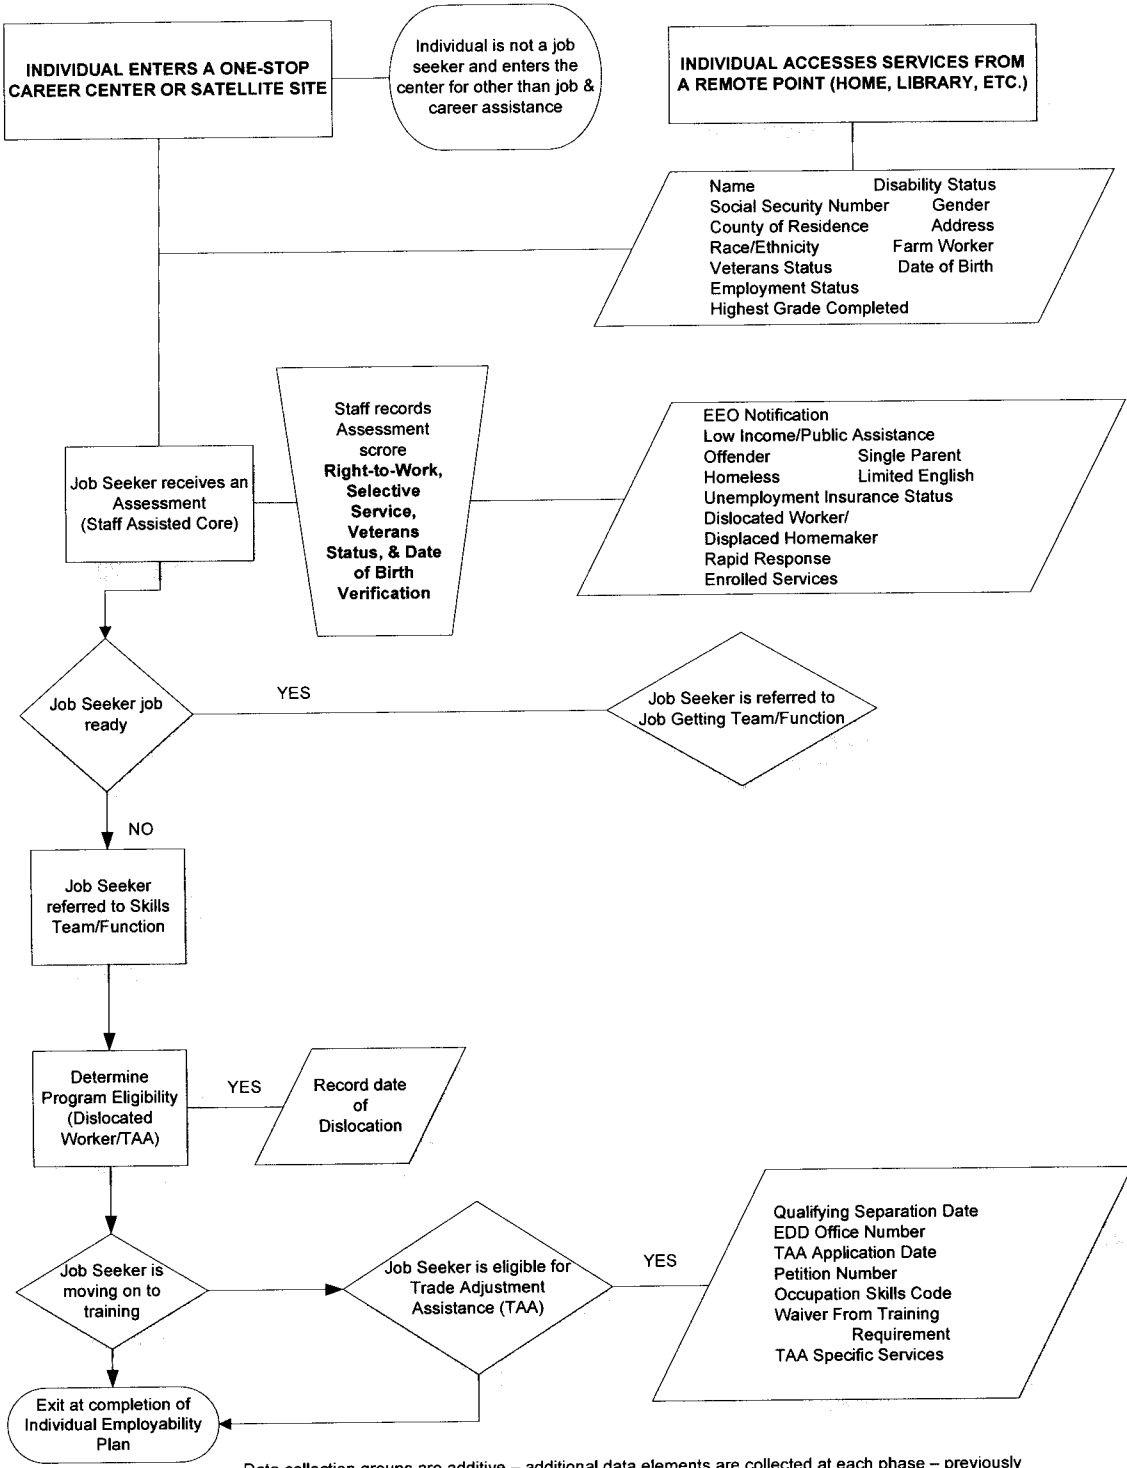 INDIVIDUAL ENTERS A ONE-STOP
CAREER CENTER OR SATELLITE SITE
Individual is not a job
seeker and enters the
center for other than job &
career assistance
INDIVIDUAL ACCESSES SERVICES FROM
A REMOTE POINT (HOME, LIBRARY, ETC.)
Name Disability Status
Social Security Number Gender
County of Residence Address
Race/Ethnicity Farm Worker
Veterans Status Date of Birth
Employment Status
Highest Grade Completed
Job Seeker receives an
Assessment
(Staff Assisted Core)
Staff records
Assessment
scrore
Right-to-Work,
Selective
Service,
Veterans
Status, & Date
of Birth
Verification
EEO Notification
Low Income/Public Assistance
Offender Single Parent
Homeless Limited English
Unemployment Insurance Status
Dislocated Worker/
Displaced Homemaker
Rapid Response
Enrolled Services
Job Seeker job
ready
YES
Job Seeker is referred to
Job Getting Team/Function
NO
Job Seeker
referred to Skills
Team/Function
Determine
Program Eligibility
(Dislocated
Worker/TAA)
YES
Record date
of
Dislocation
Job Seeker is
moving on to
training
Job Seeker is eligible for
Trade Adjustment
Assistance (TAA)
YES
Qualifying Separation Date
EDD Office Number
TAA Application Date
Petition Number
Occupation Skills Code
Waiver From Training
Requirement
TAA Specific Services
Exit at completion of
Individual Employability
Plan
Data collection groups are additive – additional data elements are collected at each phase – previously